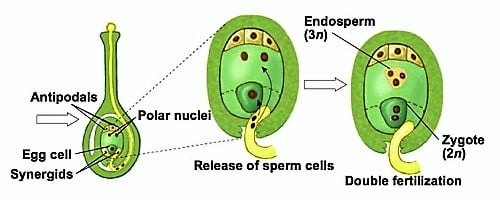 Antipodals
Polar nuclei
Egg cell
Synergids
Release of sperm cells
Endosperm
(3n)
Zygote
(2n)
Double fertilization